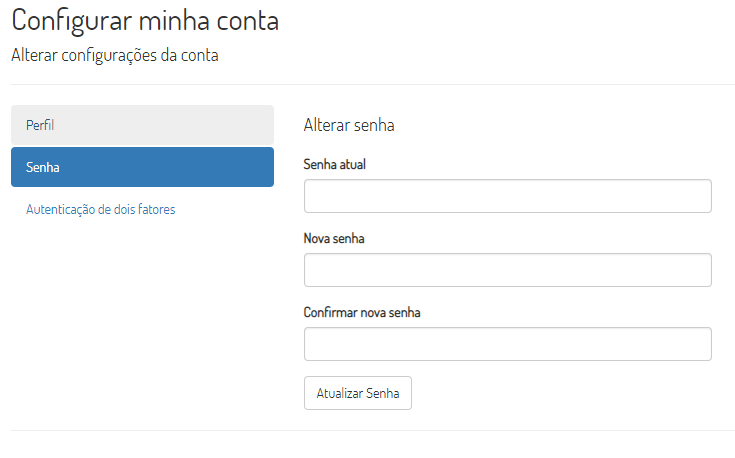 Configurar minha conta
Alterar configurações da conta
Perfil
Senha
Autenticação de dois fatores
Alterar senha
Senha atual
Nova senha
Confirmar nova senha
Atualizar Senha